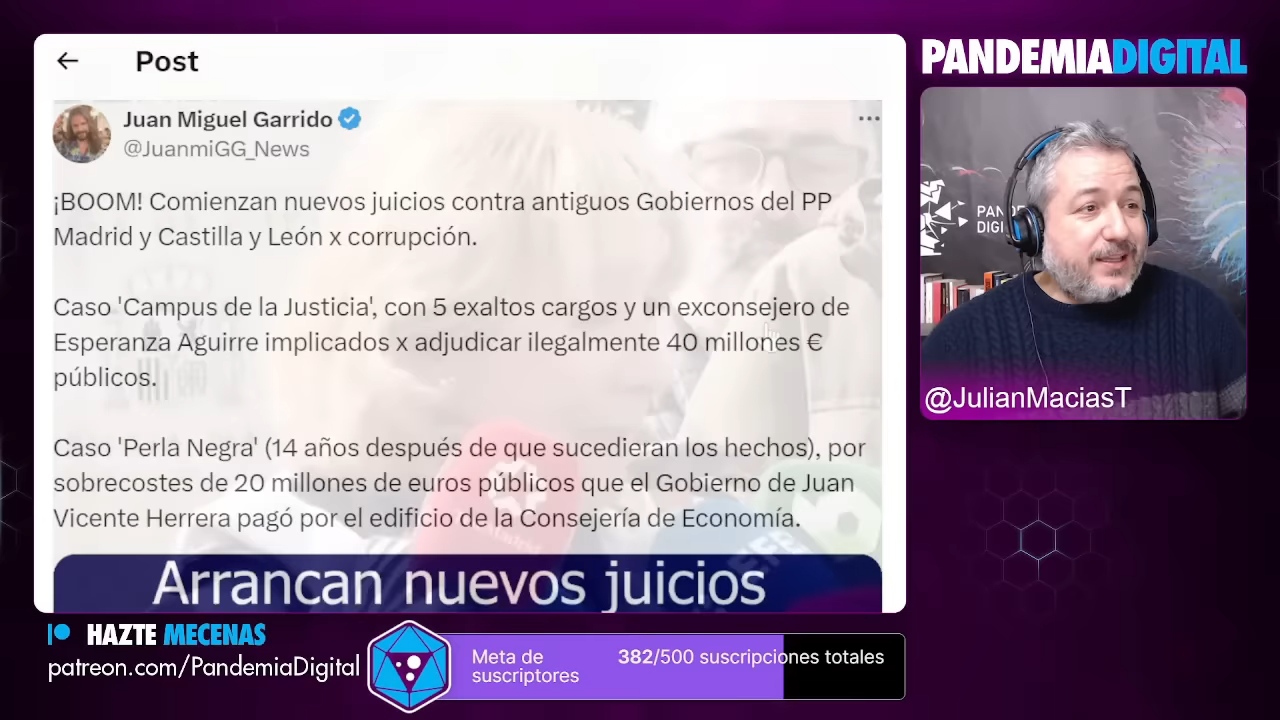 Post
Juan Miguel Garrido
@JuanmiGG_News
¡BOOM! Comienzan nuevos juicios contra antiguos Gobiernos del PP
Madrid y Castilla y León x corrupción.
Caso 'Campus de la Justicia', con 5 exaltos cargos y un exconsejero de
Esperanza Aguirre implicados x adjudicar ilegalmente 40 millones €
públicos.
Caso 'Perla Negra' (14 años después de que sucedieran los hechos), por
sobrecostes de 20 millones de euros públicos que el Gobierno de Juan
Vicente Herrera pagó por el edificio de la Consejería de Economía.
Arrancan nuevos juicios
PANDEMIADIGITAL
@JulianMaciasT
HAZTE MECENAS
patreon.com/PandemiaDigital
Meta de
suscriptores
382/500 suscripciones totales